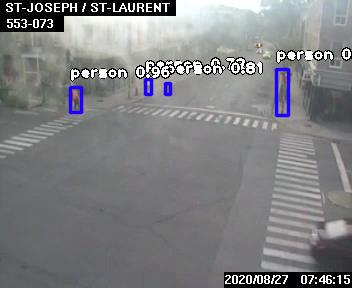 ST-JOSEPH / ST-LAURENT
553-073
person 0.96
person 0.81
person 0
2020/08/27 07:46:15